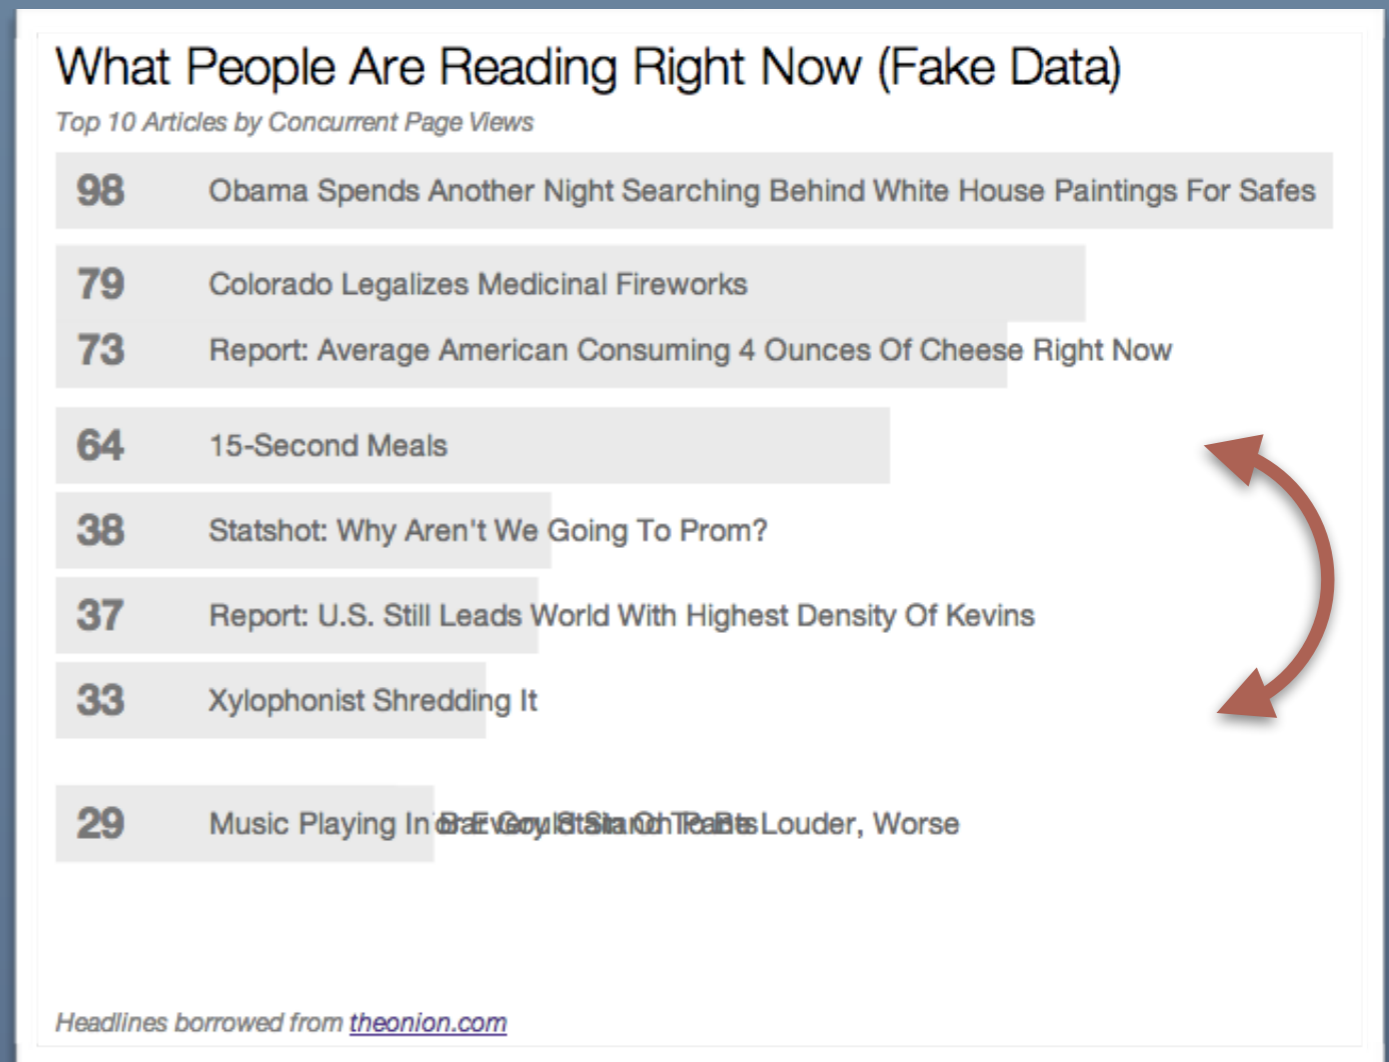 What People Are Reading Right Now (Fake Data)
Top 10 Articles by Concurrent Page Views
98 Obama Spends Another Night Searching Behind White House Paintings For Safes
79 Colorado Legalizes Medicinal Fireworks
73 Report: Average American Consuming 4 Ounces Of Cheese Right Now
64 15-Second Meals
38 Statshot: Why Aren't We Going To Prom?
37 Report: U.S. Still Leads World With Highest Density Of Kevins
33 Xylophonist Shredding It
29 Music Playing In Louder, Worse
Headlines borrowed from theonion.com